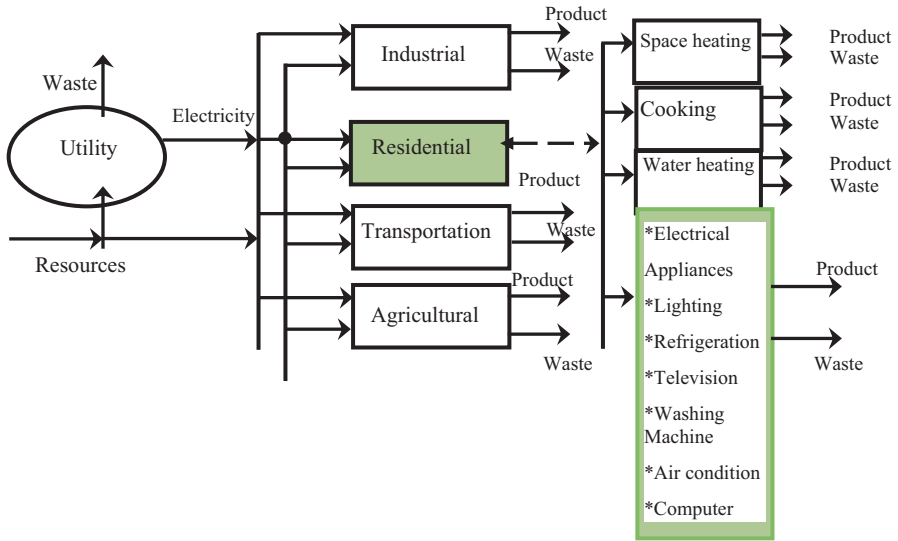 Waste
Utility
Electricity
Resources
Industrial
Product
Waste
Residential
Product
Transportation
Waste
Product
Agricultural
Waste
Space heating
Product
Waste
Cooking
Product
Waste
Water heating
Product
Waste
*Electrical
Appliances
*Lighting
*Refrigeration
*Television
*Washing
Machine
*Air condition
*Computer
Product
Waste